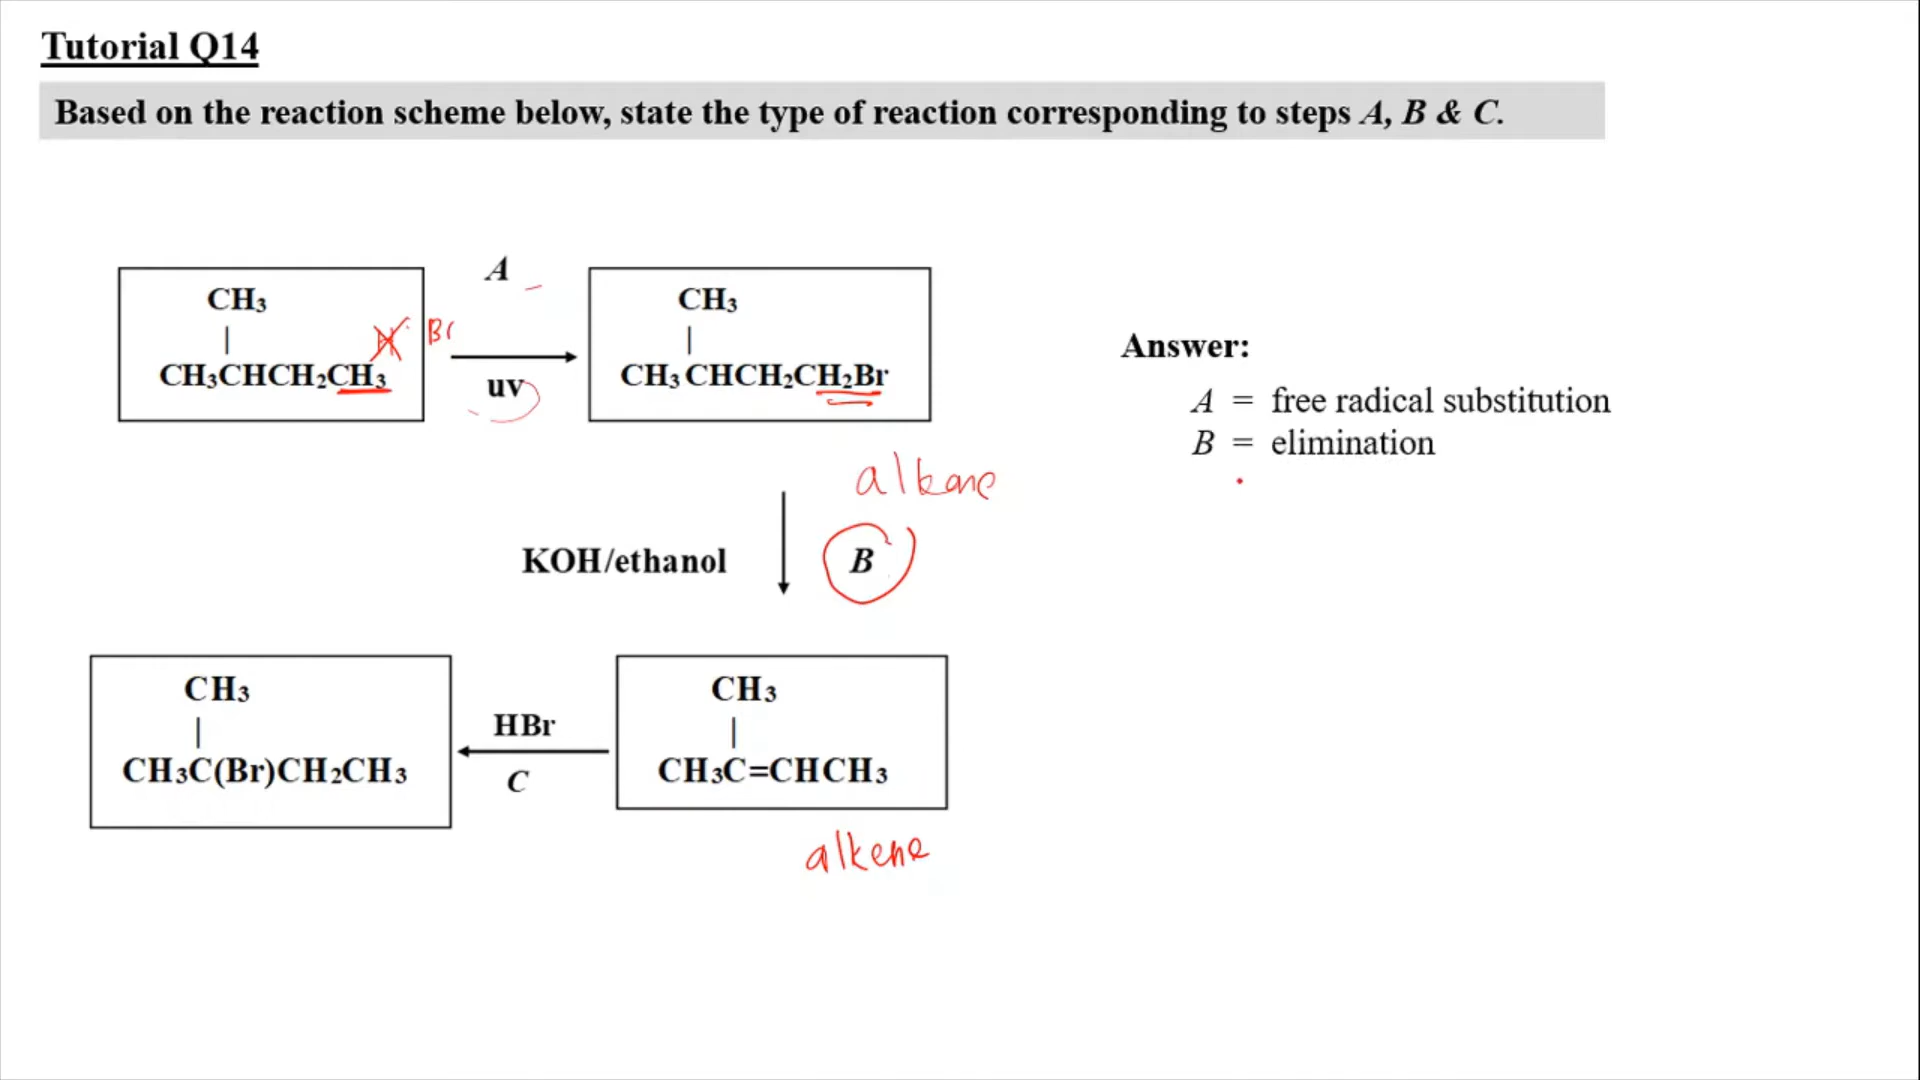 Tutorial Q14
Based on the reaction scheme below, state the type of reaction corresponding to steps A, B & C.
A
CH₃
|
CH₃CHCH₂CH₃
H Br
uv
CH₃
|
CH₃ CHCH₂CH₂Br
Answer:
A = free radical substitution
B = elimination
alkane
KOH/ethanol
B
CH₃
|
CH₃C(Br)CH₂CH₃
HBr
C
CH₃
|
CH₃C=CHCH₃
alkene